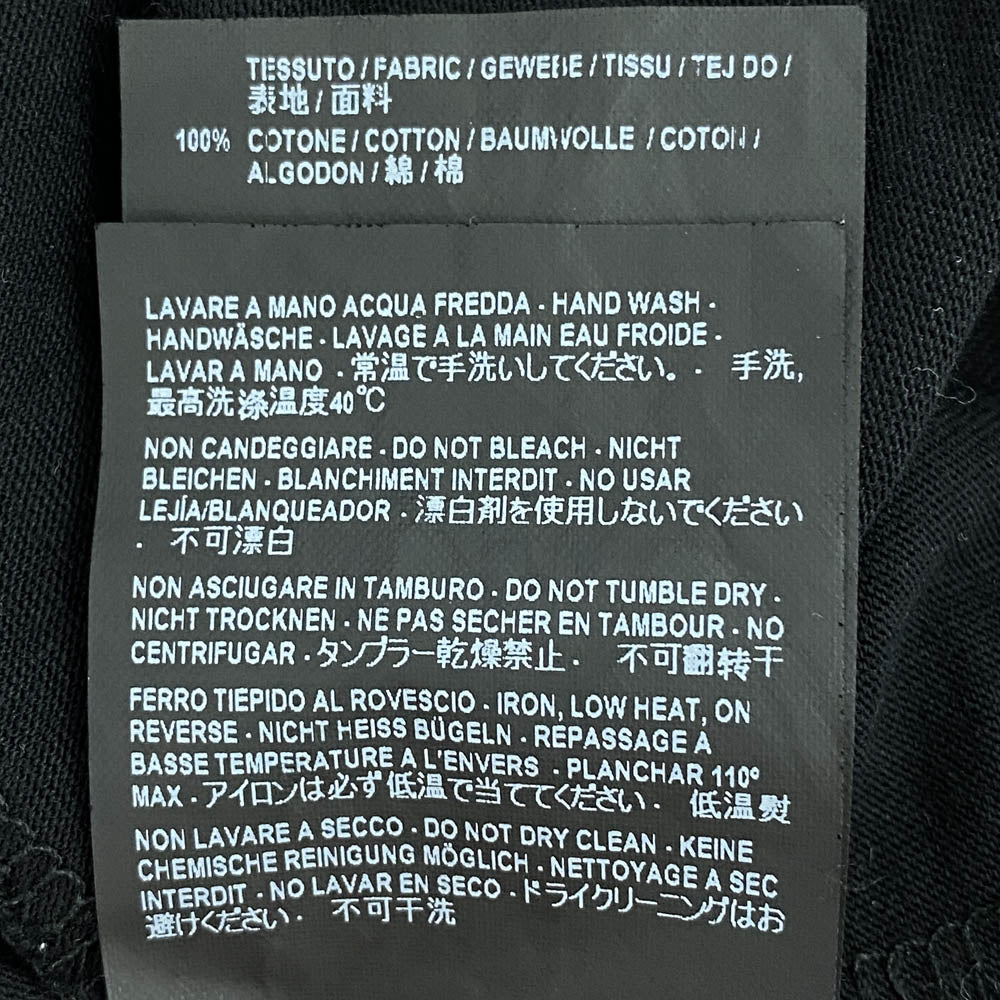 TESSUTO / FABRIC / GEWEBE / TISSU / TEJ DO /
表地 / 面料
100% COTONE / COTTON / BAUMWOLLE / COTON /
ALGODON / 綿 / 棉
LAVARE A MANO ACQUA FREDDA - HAND WASH -
HANDWÄSCHE - LAVAGE A LA MAIN EAU FROIDE -
LAVAR A MANO - 常温で手洗いしてください。- 手洗,
最高洗涤温度40℃
NON CANDEGGIARE - DO NOT BLEACH - NICHT
BLEICHEN - BLANCHIMENT INTERDIT - NO USAR
LEJÍA/BLANQUEADOR - 漂白剤を使用しないでください
- 不可漂白
NON ASCIUGARE IN TAMBURO - DO NOT TUMBLE DRY -
NICHT TROCKNEN - NE PAS SECHER EN TAMBOUR - NO
CENTRIFUGAR - タンブラー乾燥禁止 - 不可翻转干
FERRO TIEPIDO AL ROVESCIO - IRON, LOW HEAT, ON
REVERSE - NICHT HEISS BÜGELN - REPASSAGE A
BASSE TEMPERATURE A L'ENVERS - PLANCHAR 110º
MAX - アイロンは必ず低温で当ててください - 低温熨
NON LAVARE A SECCO - DO NOT DRY CLEAN - KEINE
CHEMISCHE REINIGUNG MÖGLICH - NETTOYAGE A SEC
INTERDIT - NO LAVAR EN SECO - ドライクリーニングはお
避けください - 不可干洗